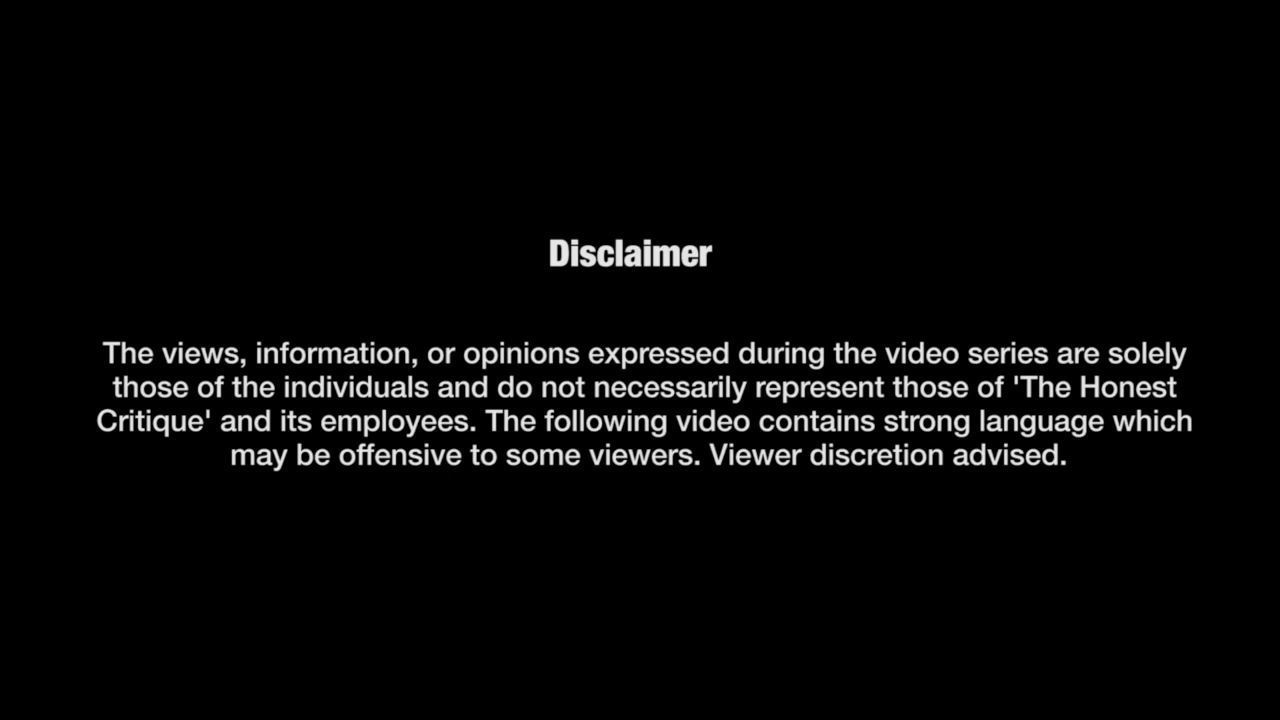 Disclaimer
The views, information, or opinions expressed during the video series are solely
those of the individuals and do not necessarily represent those of 'The Honest
Critique' and its employees. The following video contains strong language which
may be offensive to some viewers. Viewer discretion advised.